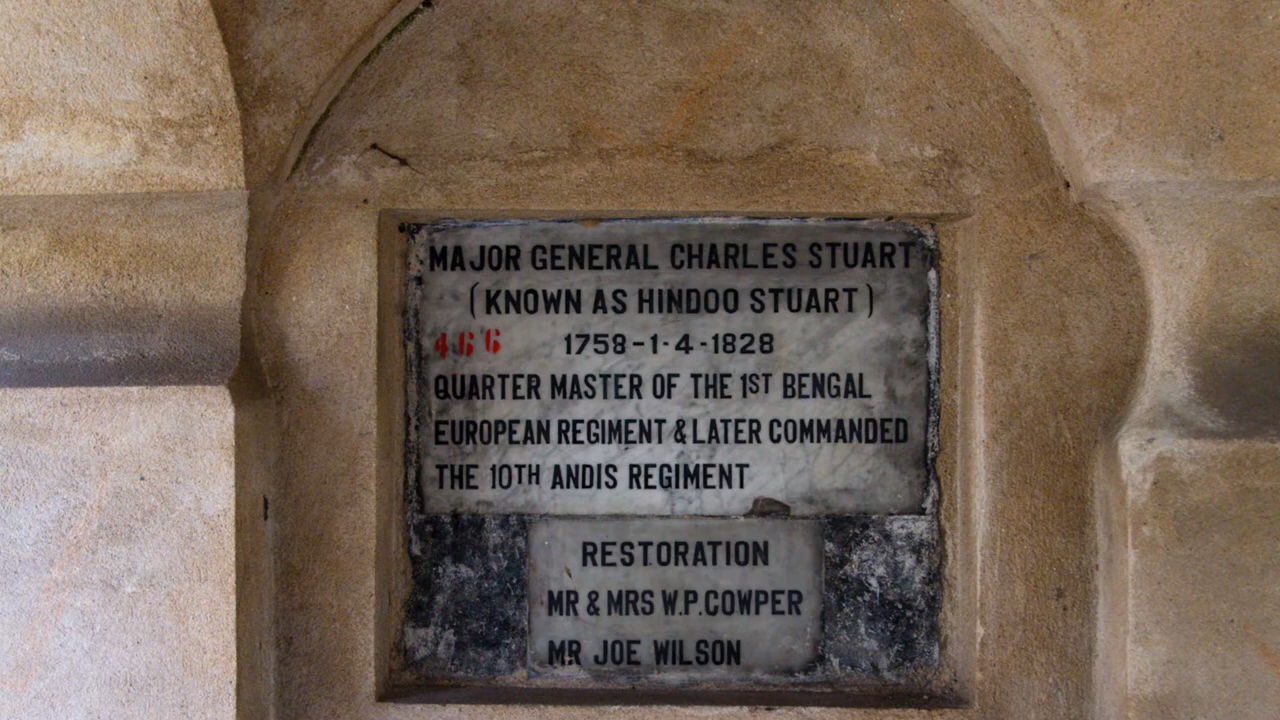 MAJOR GENERAL CHARLES STUART
(KNOWN AS HINDOO STUART)
466 1758-1·4·1828
QUARTER MASTER OF THE 1ST BENGAL
EUROPEAN REGIMENT & LATER COMMANDED
THE 10TH ANDIS REGIMENT
RESTORATION
MR & MRS W.P.COWPER
MR JOE WILSON